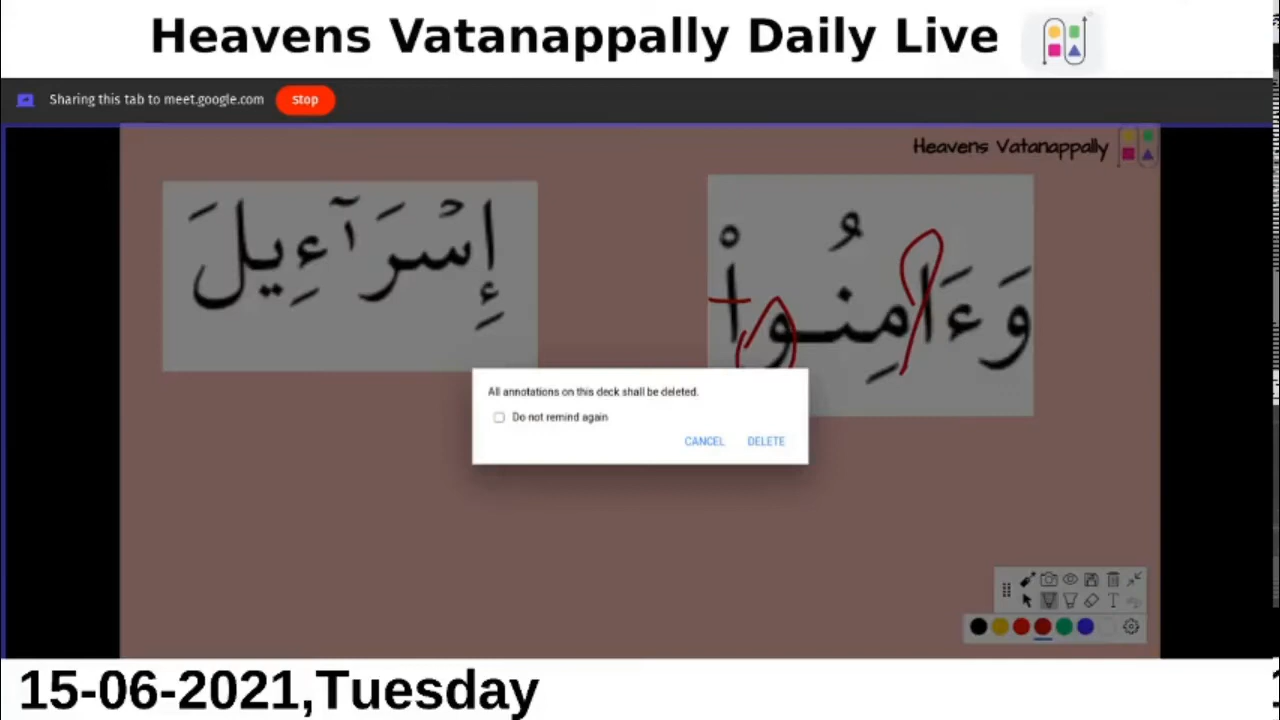 Heavens Vatanappally Daily Live
Sharing this tab to meet.google.com Stop
Heavens Vatanappally
إِسْرَآءِيلَ
وَءَامِنُواْ
All annotations on this deck shall be deleted.
Do not remind again
CANCEL DELETE
15-06-2021,Tuesday